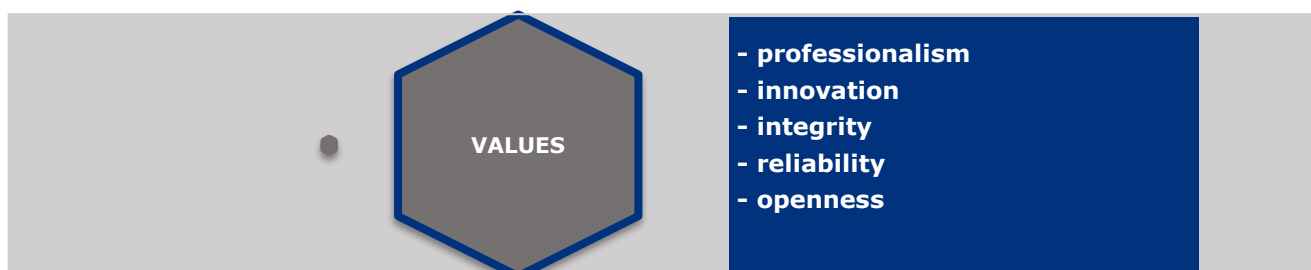 VALUES
- professionalism
- innovation
- integrity
- reliability
- openness